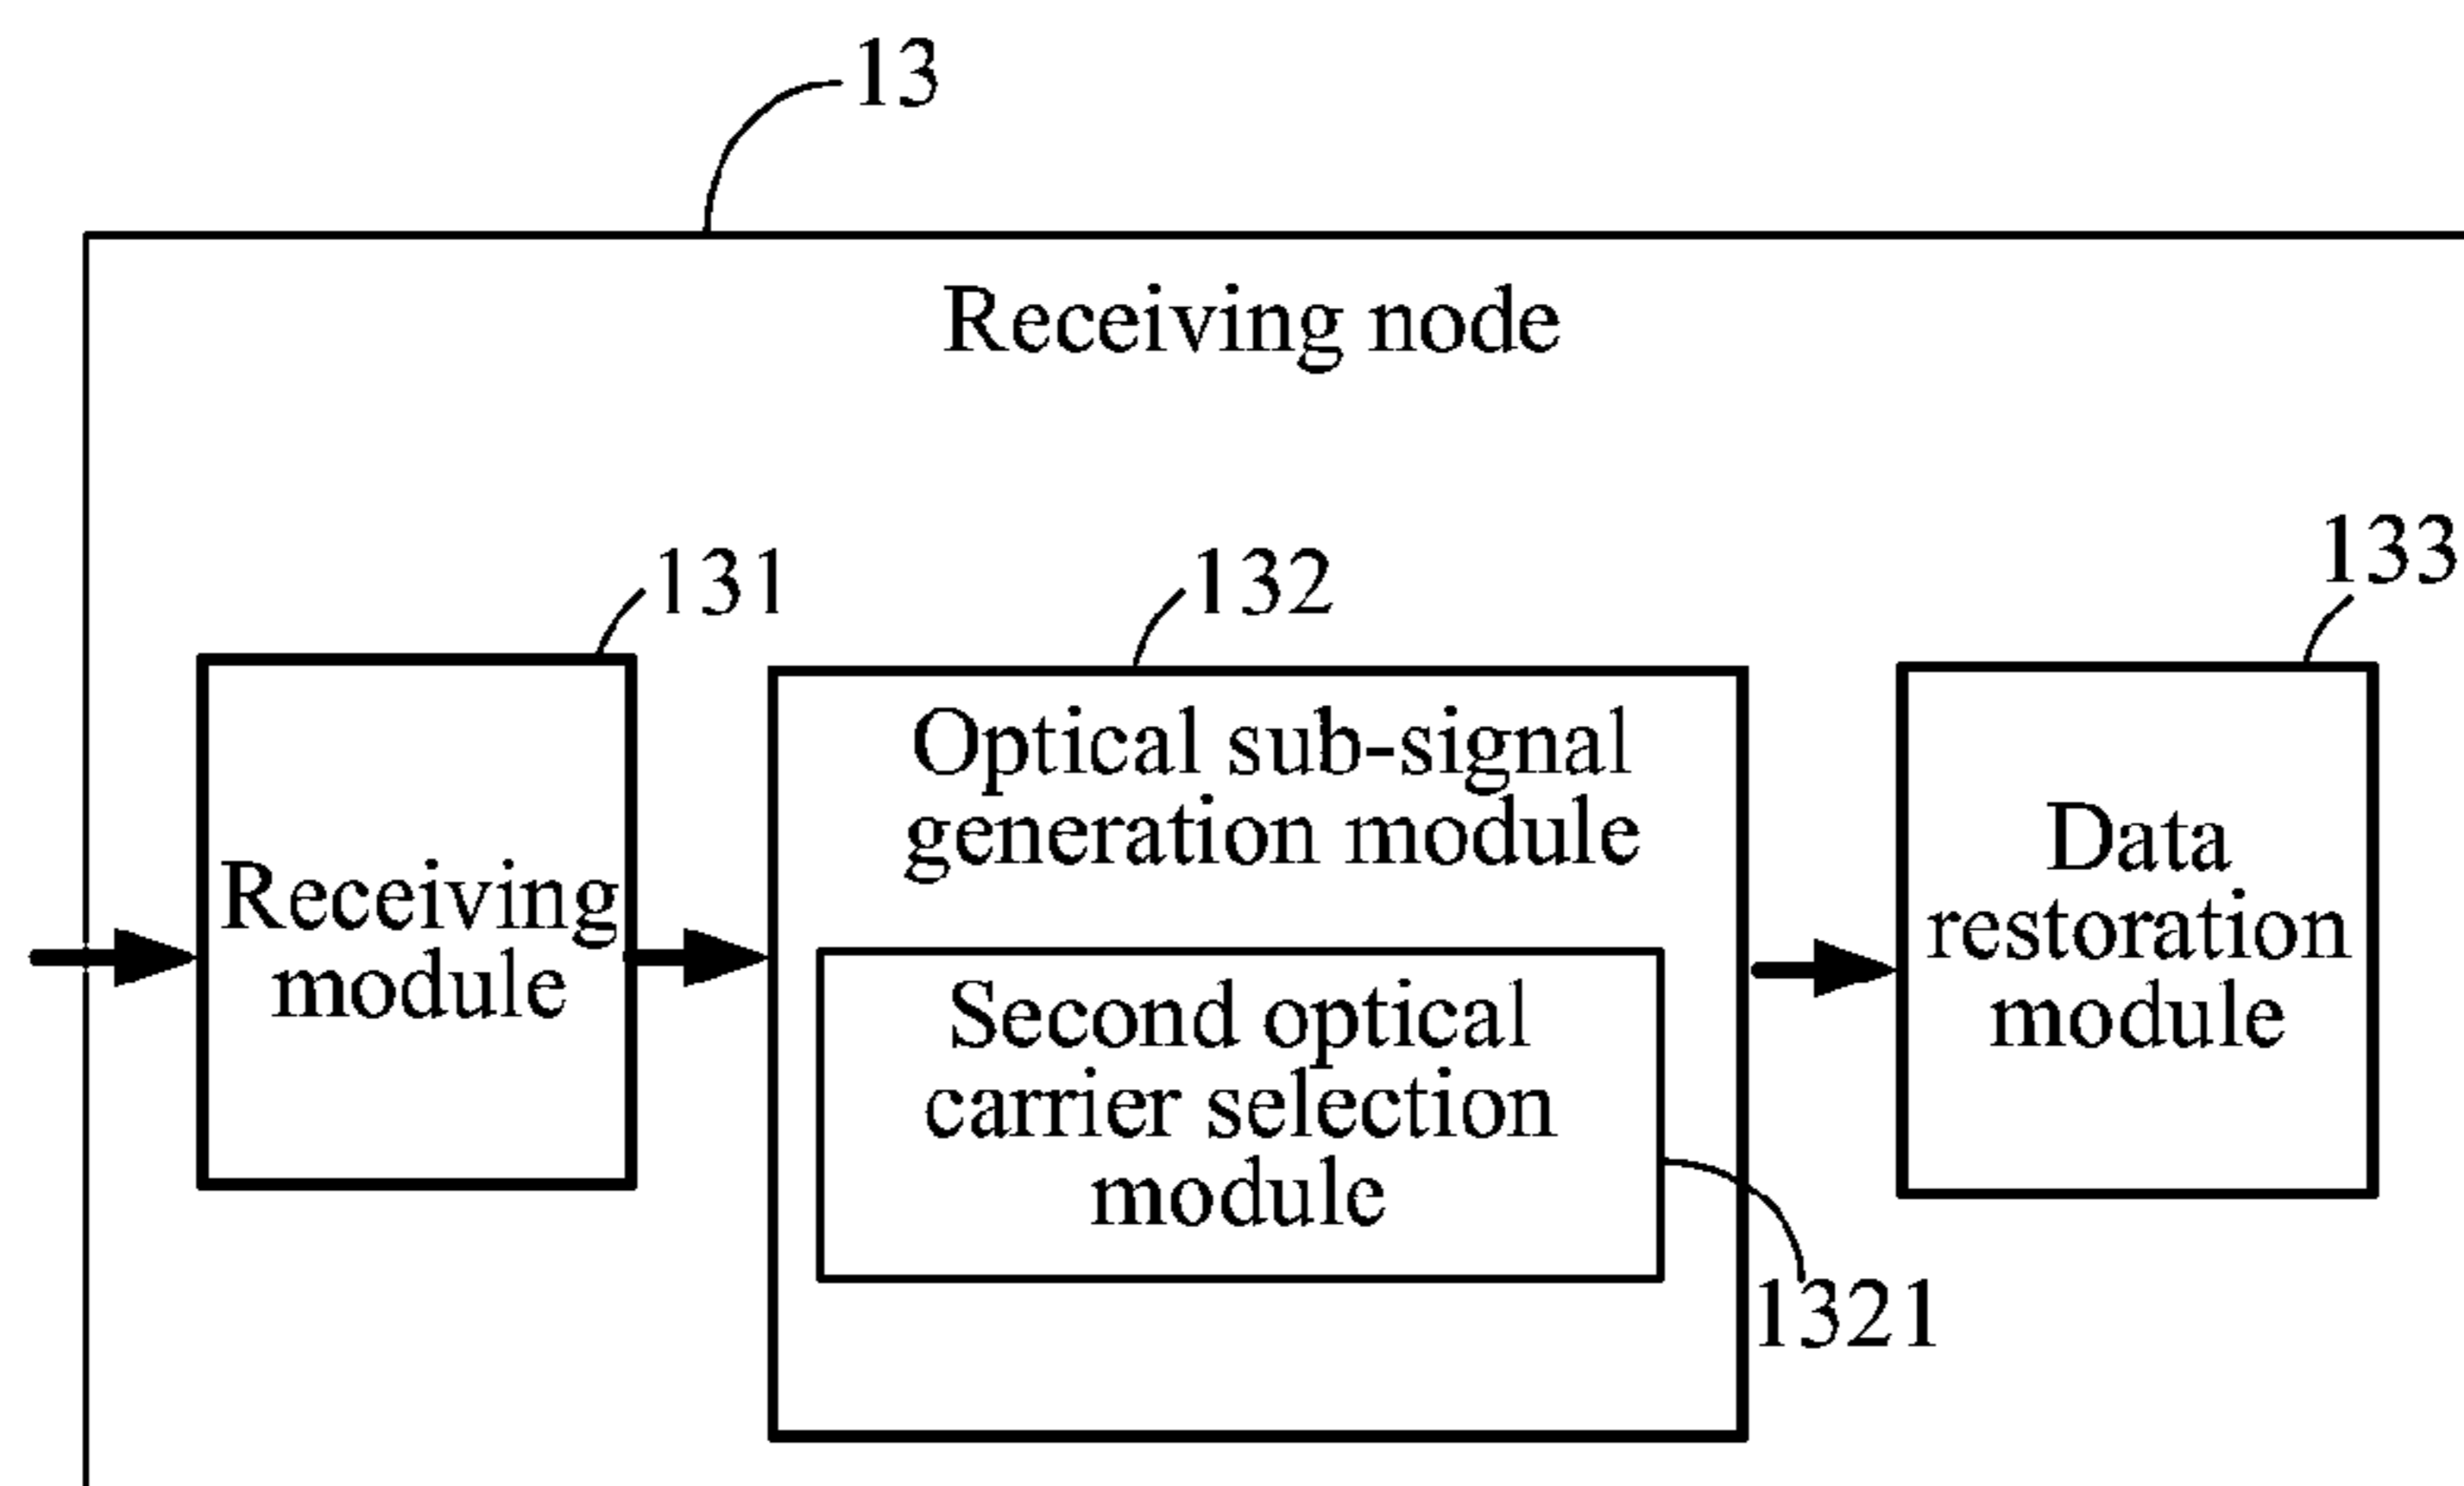 13
Receiving node
131
132
133
Receiving
module
Optical sub-signal
generation module
Second optical
carrier selection
module
1321
Data
restoration
module